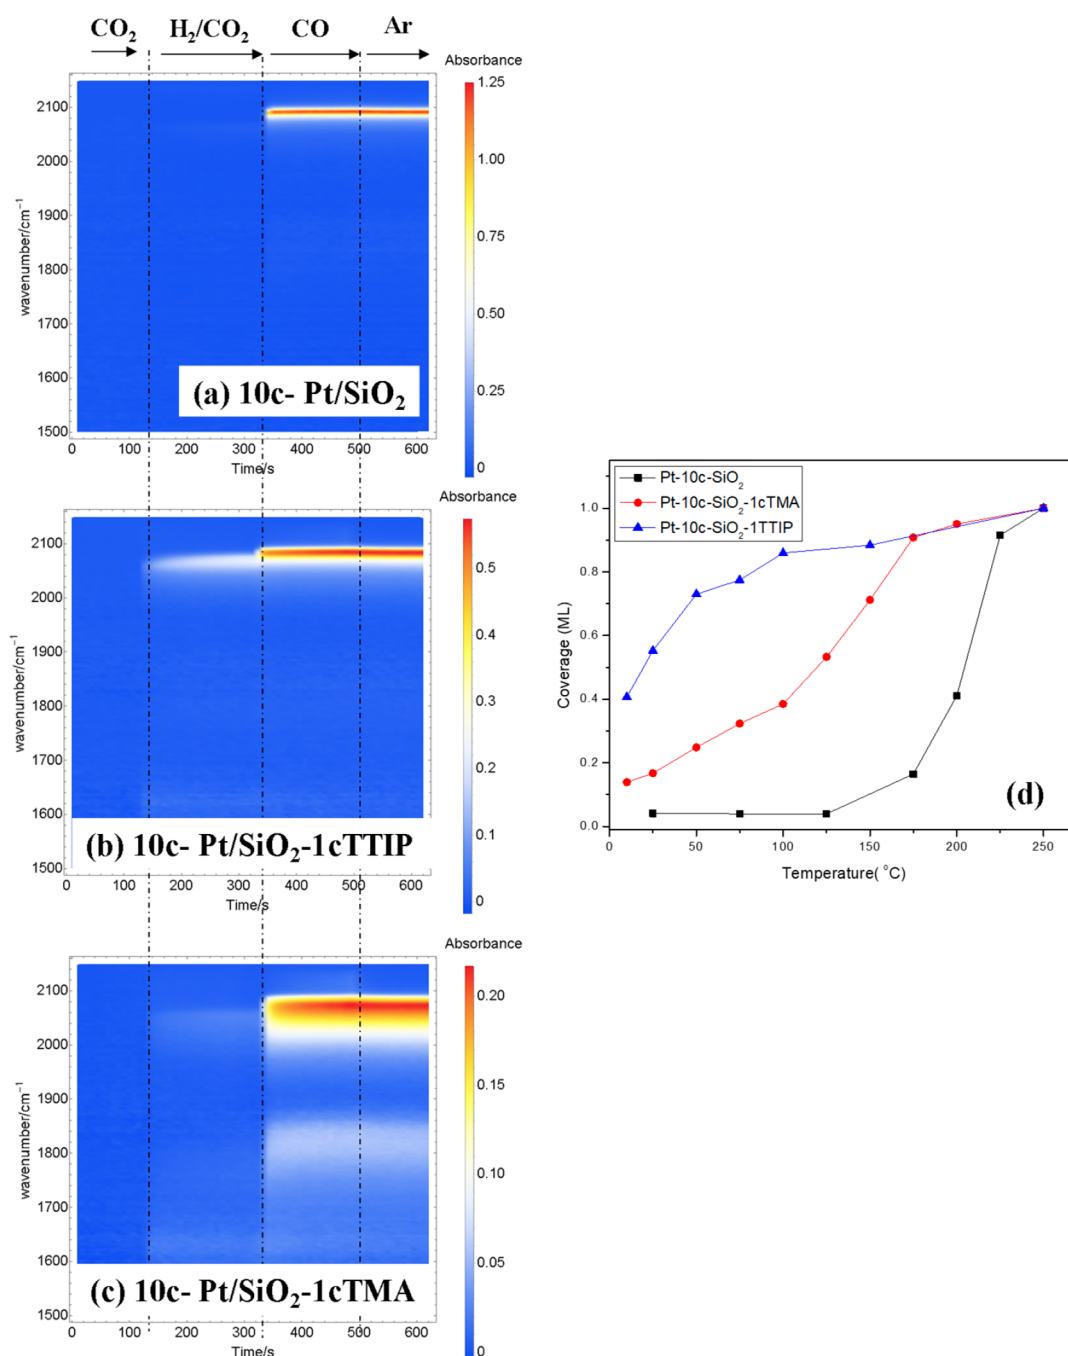 CO₂ H₂/CO₂ CO Ar
Absorbance
1.25
1.00
0.75
0.50
0.25
0
2100
2000
1900
1800
1700
1600
1500
wavenumber/cm⁻¹
(a) 10c- Pt/SiO₂
0 100 200 300 400 500 600
Time/s
Absorbance
0.5
0.4
0.3
0.2
0.1
0
2100
2000
1900
1800
1700
1600
1500
wavenumber/cm⁻¹
(b) 10c- Pt/SiO₂-1cTTIP
0 100 200 300 400 500 600
Time/s
Absorbance
0.20
0.15
0.10
0.05
0
2100
2000
1900
1800
1700
1600
1500
wavenumber/cm⁻¹
(c) 10c- Pt/SiO₂-1cTMA
0 100 200 300 400 500 600
Time/s
Pt-10c-SiO₂
Pt-10c-SiO₂-1cTMA
Pt-10c-SiO₂-1TTIP
1.0
0.8
0.6
0.4
0.2
0.0
Coverage (ML)
(d)
0 50 100 150 200 250
Temperature( °C)